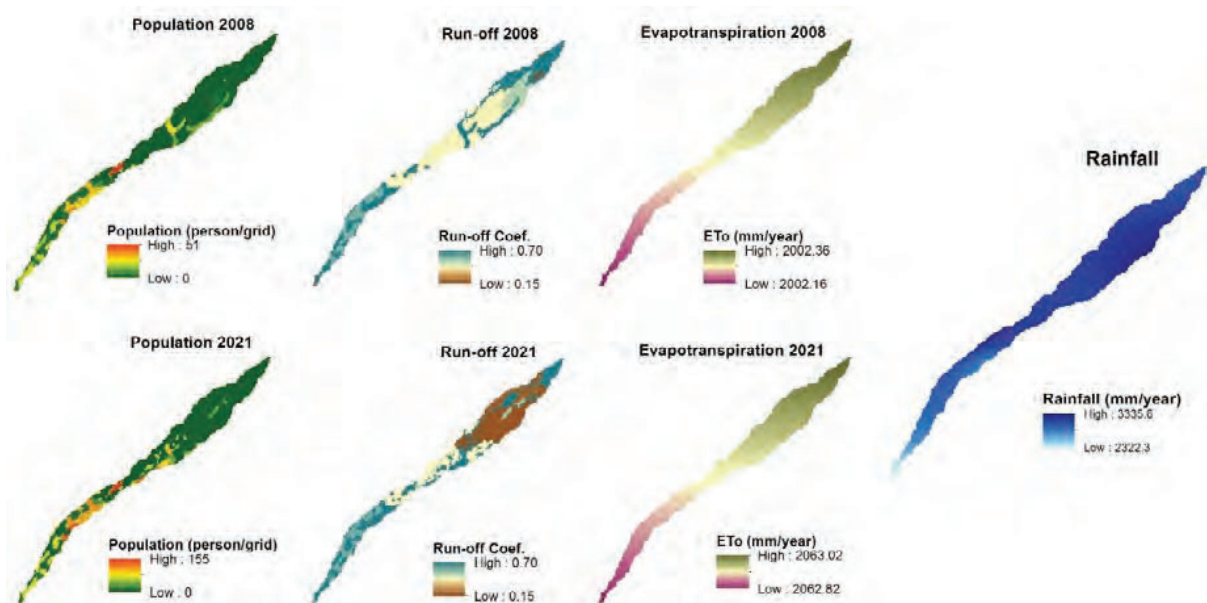 Population 2008
Population (person/grid)
High : 51
Low : 0
Run-off 2008
Run-off Coef.
High : 0.70
Low : 0.15
Evapotranspiration 2008
ETo (mm/year)
High : 2002.36
Low : 2002.16
Rainfall
Rainfall (mm/year)
High : 3335.6
Low : 2322.3
Population 2021
Population (person/grid)
High : 155
Low : 0
Run-off 2021
Run-off Coef.
High : 0.70
Low : 0.15
Evapotranspiration 2021
ETo (mm/year)
High : 2063.02
Low : 2062.82